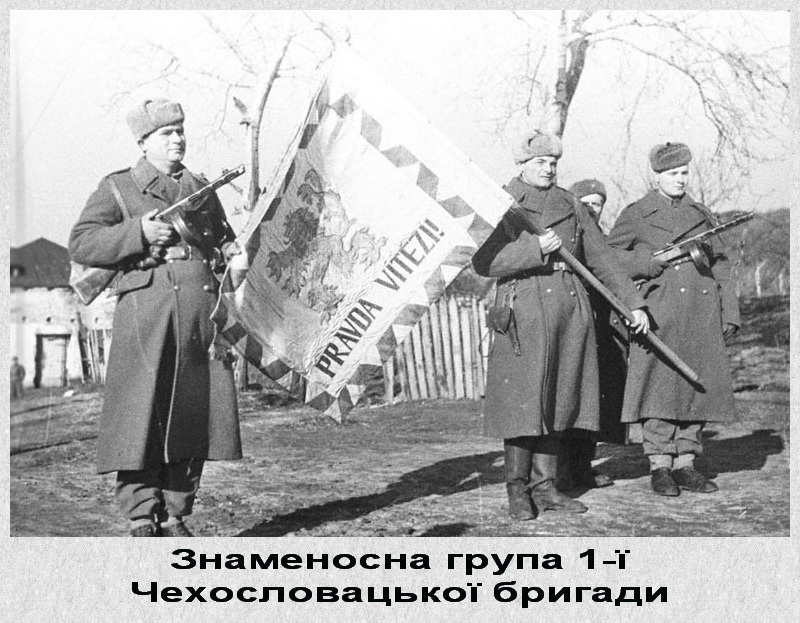 PRAVDA VÍTĚZÍ!
Знаменосна група 1-ї
Чехословацької бригади